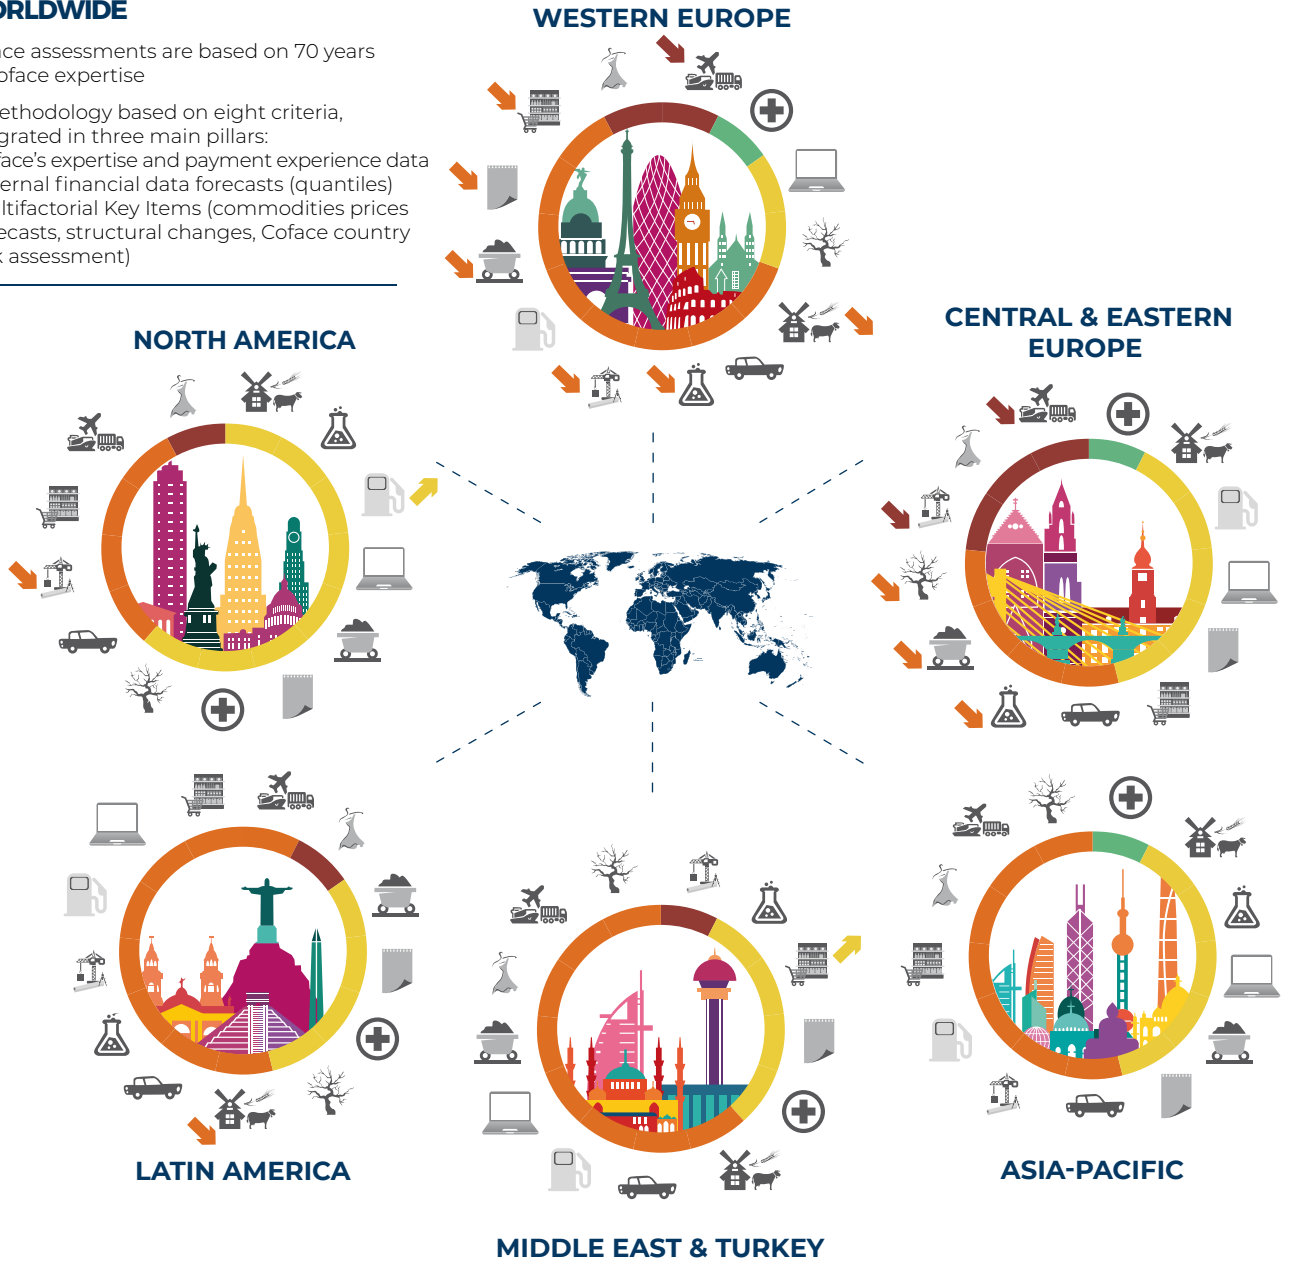 ORLDWIDE
ace assessments are based on 70 years
oface expertise
ethodology based on eight criteria,
grated in three main pillars:
face's expertise and payment experience data
ernal financial data forecasts (quantiles)
ltifactorial Key Items (commodities prices
ecasts, structural changes, Coface country
k assessment)
WESTERN EUROPE
NORTH AMERICA
CENTRAL & EASTERN
EUROPE
LATIN AMERICA
ASIA-PACIFIC
MIDDLE EAST & TURKEY